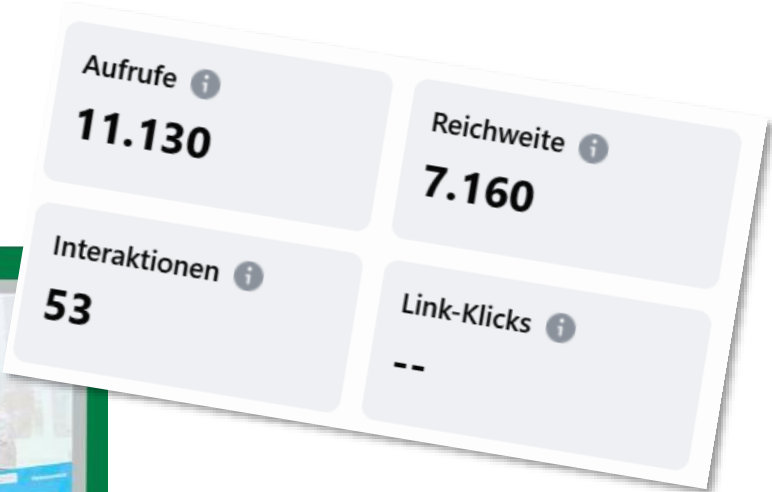 Aufrufe
11.130
Reichweite
7.160
Interaktionen
53
Link-Klicks
--